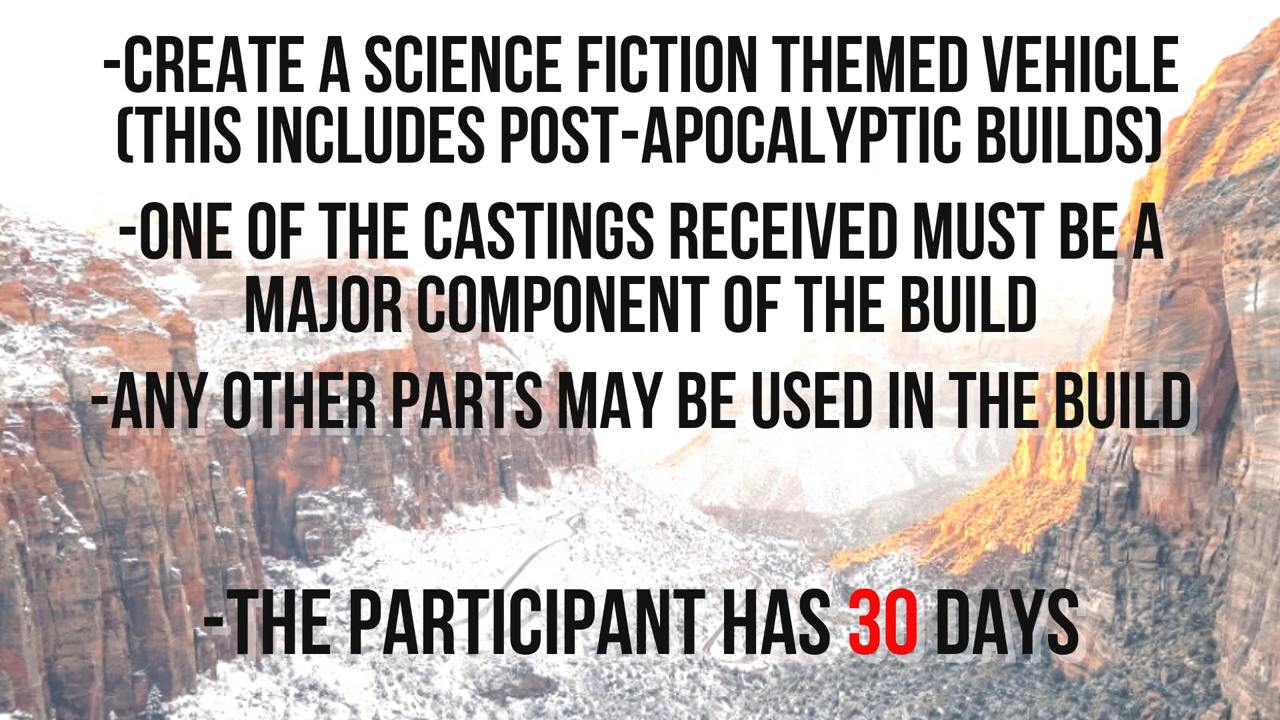 -CREATE A SCIENCE FICTION THEMED VEHICLE
(THIS INCLUDES POST-APOCALYPTIC BUILDS)
-ONE OF THE CASTINGS RECEIVED MUST BE A
MAJOR COMPONENT OF THE BUILD
-ANY OTHER PARTS MAY BE USED IN THE BUILD
-THE PARTICIPANT HAS 30 DAYS